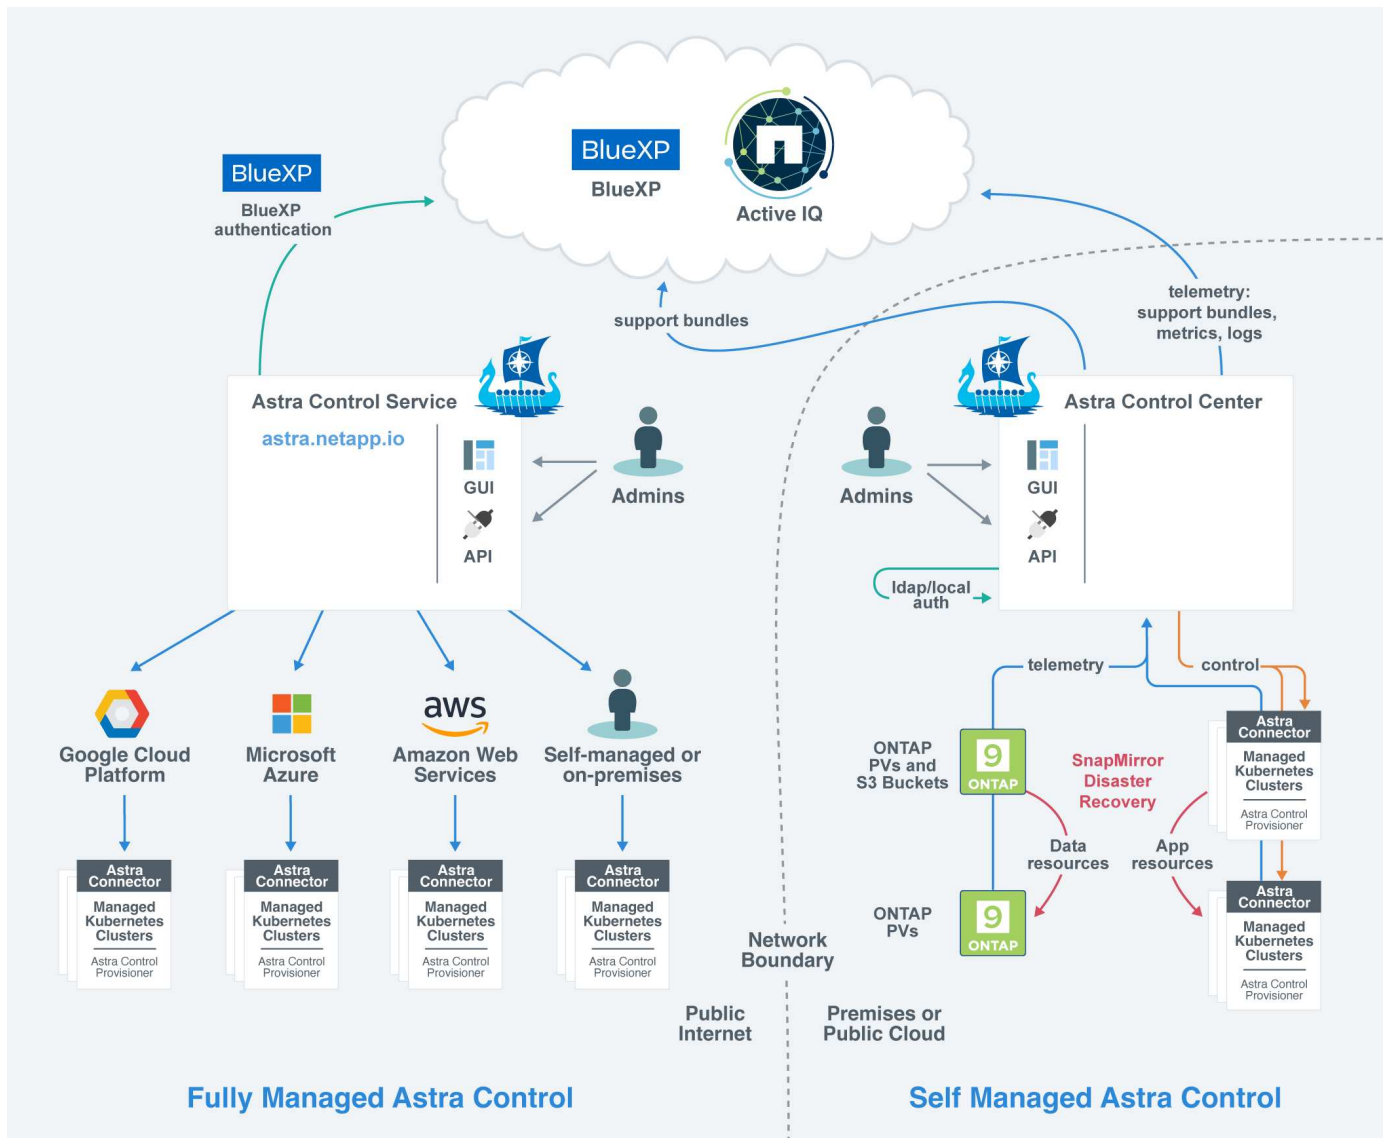 BlueXP
BlueXP
Active IQ
BlueXP
BlueXP
authentication
support bundles
telemetry:
support bundles,
metrics, logs
Astra Control Service
astra.netapp.io
GUI
API
Admins
Admins
Astra Control Center
GUI
API
ldap/local
auth
Google Cloud
Platform
Microsoft
Azure
aws
Amazon Web
Services
Self-managed or
on-premises
Astra
Connector
Managed
Kubernetes
Clusters
Astra Control
Provisioner
Astra
Connector
Managed
Kubernetes
Clusters
Astra Control
Provisioner
Astra
Connector
Managed
Kubernetes
Clusters
Astra Control
Provisioner
Astra
Connector
Managed
Kubernetes
Clusters
Astra Control
Provisioner
telemetry
control
ONTAP
PVs and
S3 Buckets
9
ONTAP
SnapMirror
Disaster
Recovery
Astra
Connector
Managed
Kubernetes
Clusters
Astra Control
Provisioner
Data
resources
App
resources
ONTAP
PVs
9
ONTAP
Astra
Connector
Managed
Kubernetes
Clusters
Astra Control
Provisioner
Network
Boundary
Public
Internet
Premises or
Public Cloud
Fully Managed Astra Control
Self Managed Astra Control